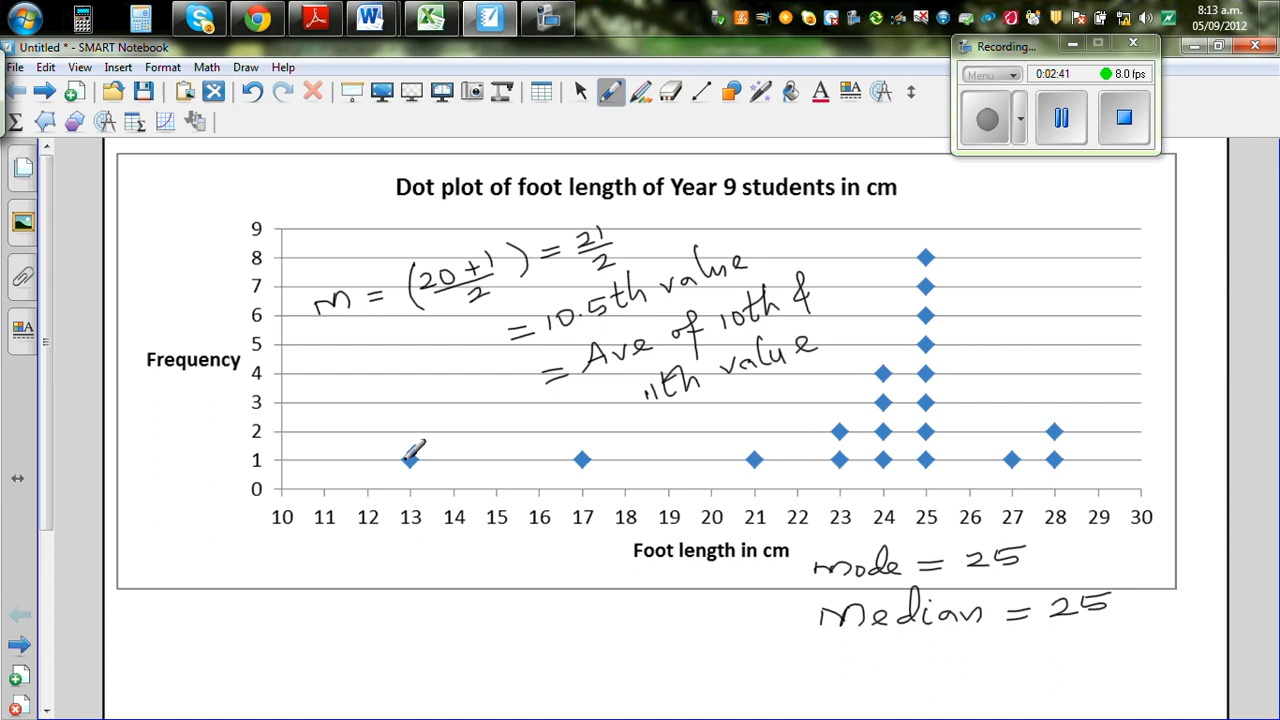 8:13 a.m.
05/09/2012
Untitled * - SMART Notebook
Recording...
File Edit View Insert Format Math Draw Help
Menu
0:02:41
8.0 fps
Dot plot of foot length of Year 9 students in cm
9
8
7
6
5
4
3
2
1
0
Frequency
m = (20+1/2) = 21/2
= 10.5th value
= Ave of 10th &
11th value
10 11 12 13 14 15 16 17 18 19 20 21 22 23 24 25 26 27 28 29 30
Foot length in cm
mode = 25
Median = 25